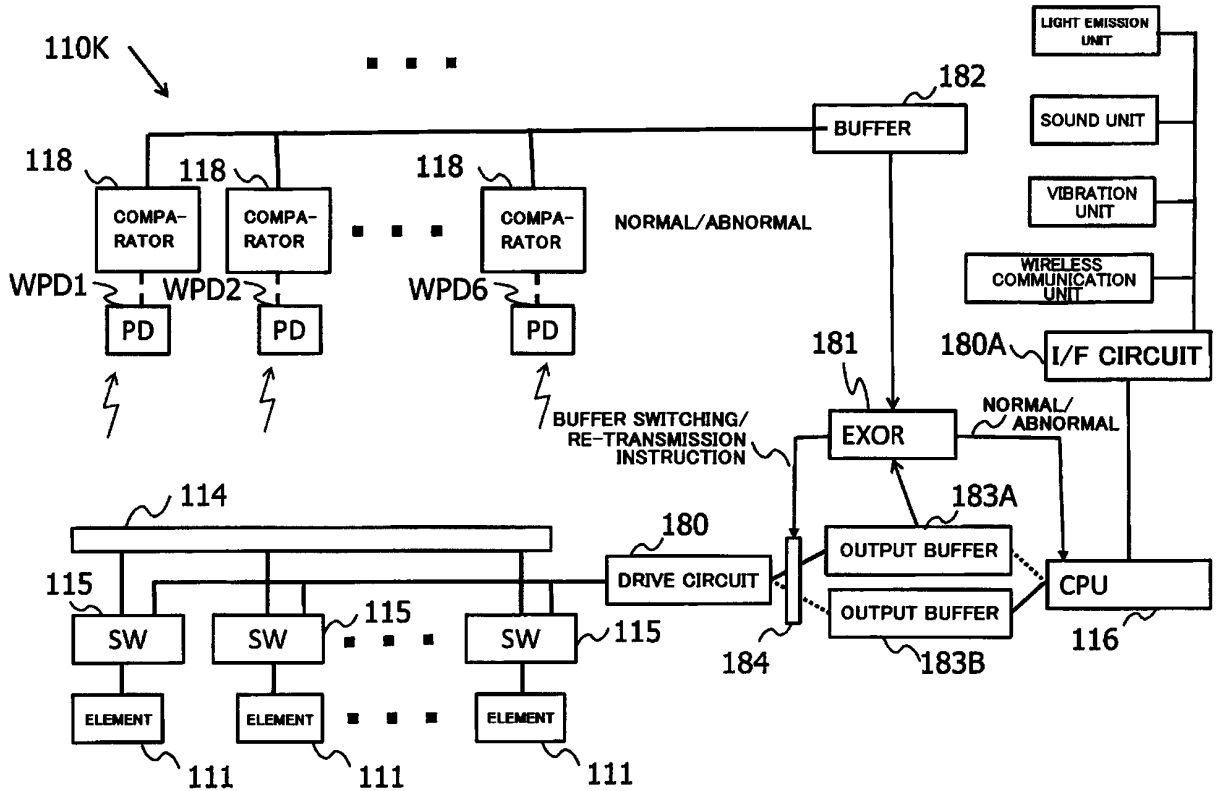 110K
LIGHT EMISSION
UNIT
182
BUFFER
SOUND UNIT
118
118
118
COMPA-
RATOR
COMPA-
RATOR
COMPA-
RATOR
NORMAL/ABNORMAL
VIBRATION
UNIT
WPD1
WPD2
WPD6
WIRELESS
COMMUNICATION
UNIT
PD
PD
PD
181
180A
I/F CIRCUIT
BUFFER SWITCHING/
RE-TRANSMISSION
INSTRUCTION
EXOR
NORMAL/
ABNORMAL
114
180
183A
DRIVE CIRCUIT
OUTPUT BUFFER
CPU
115
SW
SW
115
SW
115
184
OUTPUT BUFFER
183B
116
ELEMENT
ELEMENT
ELEMENT
111
111
111